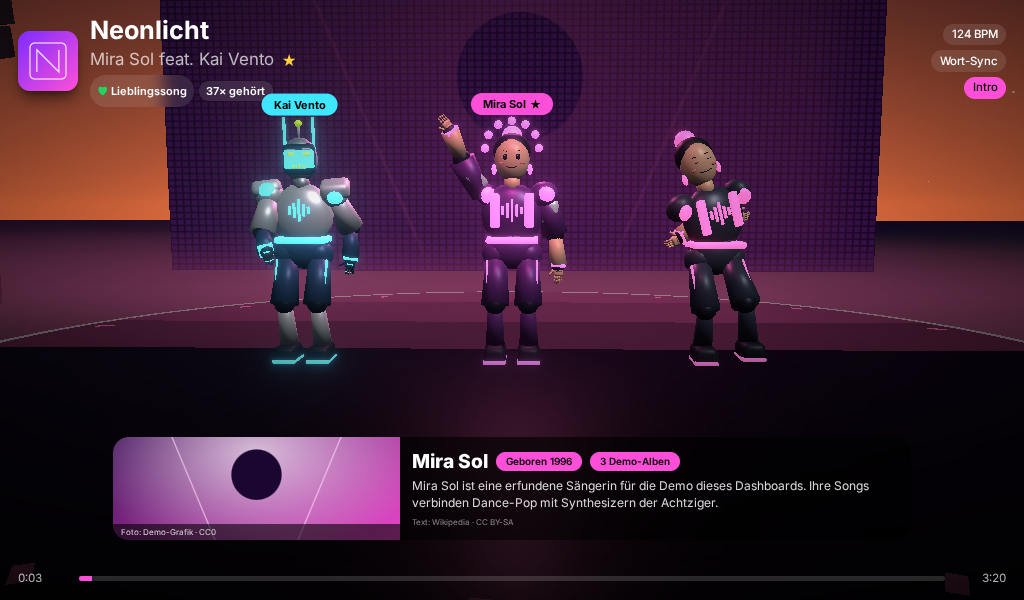 Neonlicht
Mira Sol feat. Kai Vento ★
Lieblingssong
37× gehört
124 BPM
Wort-Sync
Intro
Kai Vento
Mira Sol ★
Mira Sol
Geboren 1996
3 Demo-Alben
Mira Sol ist eine erfundene Sängerin für die Demo dieses Dashboards. Ihre Songs
verbinden Dance-Pop mit Synthesizern der Achtziger.
Text: Wikipedia · CC BY-SA
Foto: Demo-Grafik · CC0
0:03
3:20